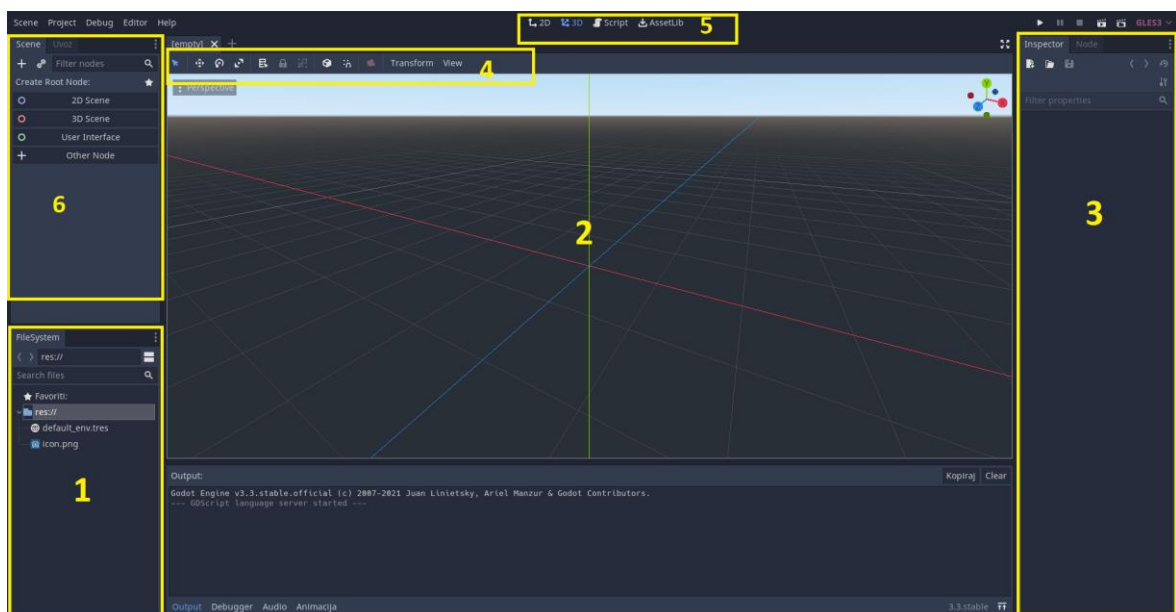 Scene Project Debug Editor Help
2D 3D Script AssetLib 5
GLES3
Scene Uvoz
[empty] X +
Inspector Node
Filter nodes
Transform View 4
Create Root Node:
Perspective
Y
X
Z
Filter properties
2D Scene
3D Scene
User Interface
Other Node
6
2
3
FileSystem
res://
Search files
Favoriti:
res://
default_env.tres
icon.png
1
Output:
Kopiraj Clear
Godot Engine v3.3.stable.official (c) 2007-2021 Juan Linietsky, Ariel Manzur & Godot Contributors.
--- GDScript language server started ---
Output Debugger Audio Animacija
3.3.stable